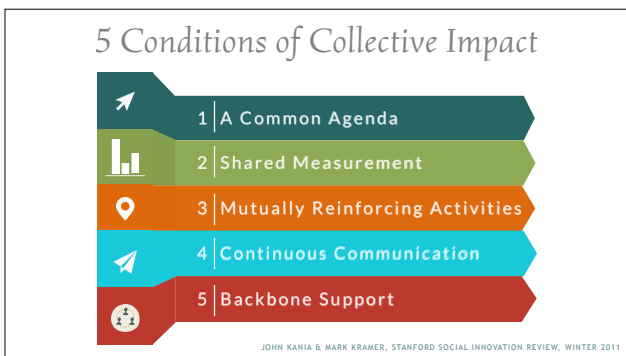 5 Conditions of Collective Impact
1 A Common Agenda
2 Shared Measurement
3 Mutually Reinforcing Activities
4 Continuous Communication
5 Backbone Support
JOHN KANIA & MARK KRAMER, STANFORD SOCIAL INNOVATION REVIEW, WINTER 2011